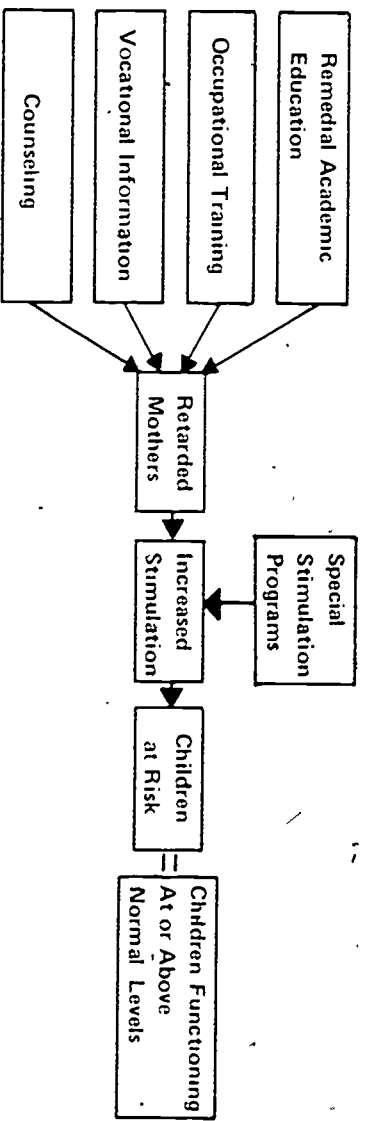 Remedial Academic
Education
Occupational Training
Vocational Information
Counseling
Retarded
Mothers
Special
Stimulation
Programs
Increased
Stimulation
Children
at Risk
Children Functioning
At or Above
Normal Levels